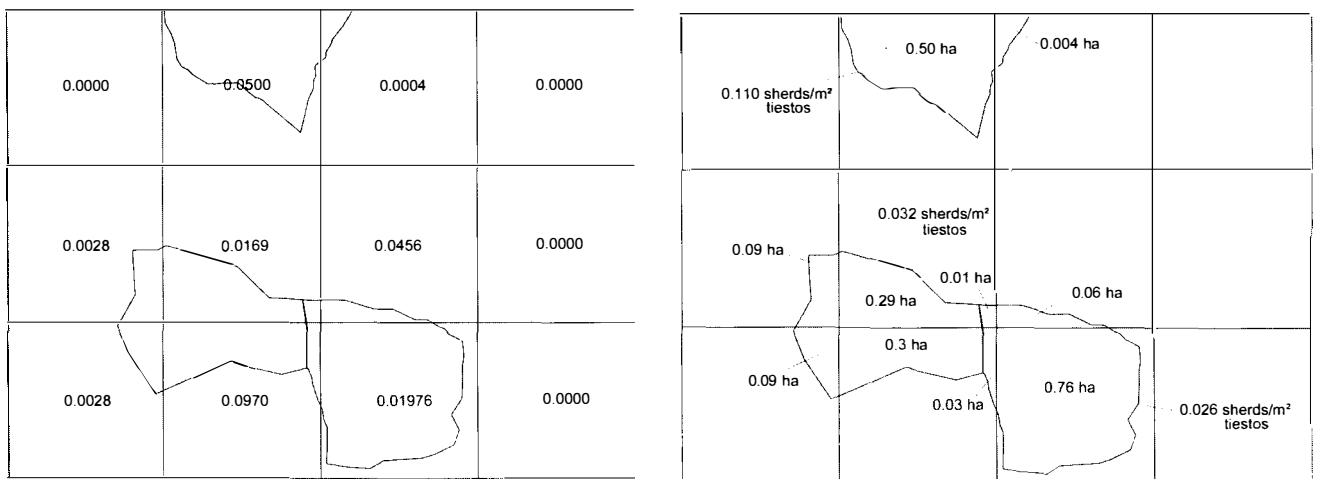 0.0000
0.0500
0.0004
0.0000
0.0028
0.0169
0.0456
0.0000
0.0028
0.0970
0.01976
0.0000
0.50 ha
0.004 ha
0.110 sherds/m²
tiestos
0.032 sherds/m²
tiestos
0.09 ha
0.01 ha
0.29 ha
0.06 ha
0.3 ha
0.09 ha
0.03 ha
0.76 ha
0.026 sherds/m²
tiestos